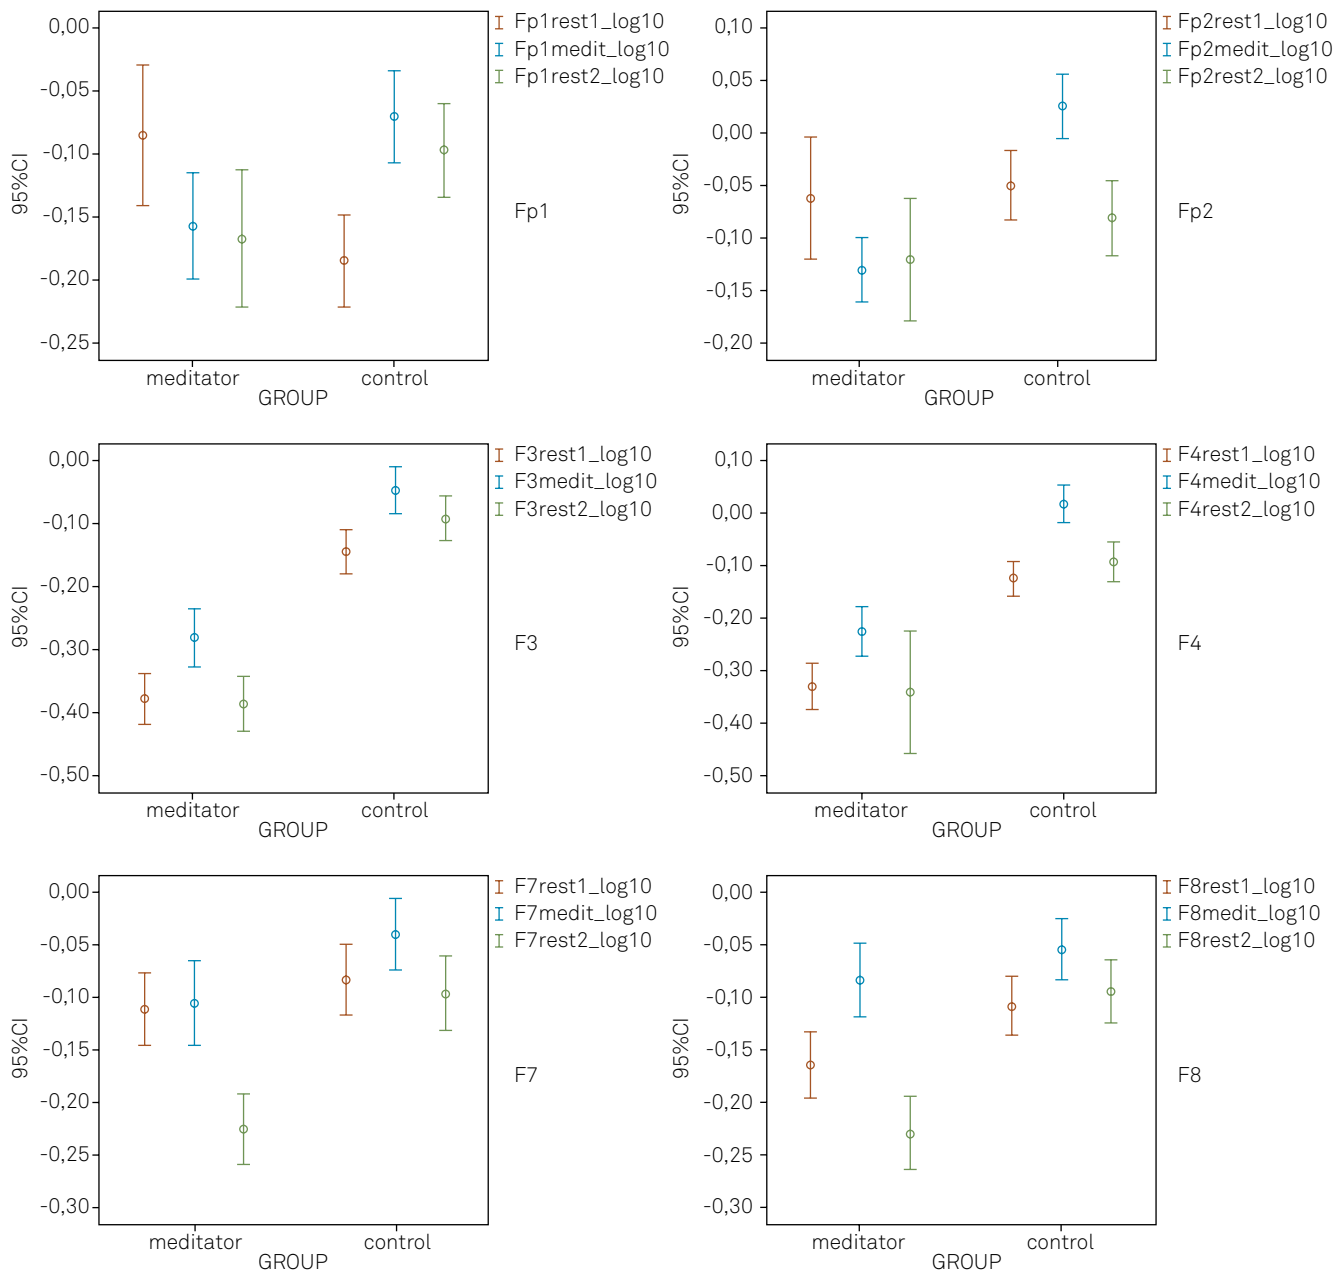 0,00
-0,05
-0,10
-0,15
-0,20
-0,25
95%CI
meditator control
GROUP
Fp1rest1_log10
Fp1medit_log10
Fp1rest2_log10
Fp1
0,10
0,05
0,00
-0,05
-0,10
-0,15
-0,20
95%CI
meditator control
GROUP
Fp2rest1_log10
Fp2medit_log10
Fp2rest2_log10
Fp2
0,00
-0,10
-0,20
-0,30
-0,40
-0,50
95%CI
meditator control
GROUP
F3rest1_log10
F3medit_log10
F3rest2_log10
F3
0,10
0,00
-0,10
-0,20
-0,30
-0,40
-0,50
95%CI
meditator control
GROUP
F4rest1_log10
F4medit_log10
F4rest2_log10
F4
0,00
-0,05
-0,10
-0,15
-0,20
-0,25
-0,30
95%CI
meditator control
GROUP
F7rest1_log10
F7medit_log10
F7rest2_log10
F7
0,00
-0,05
-0,10
-0,15
-0,20
-0,25
-0,30
95%CI
meditator control
GROUP
F8rest1_log10
F8medit_log10
F8rest2_log10
F8